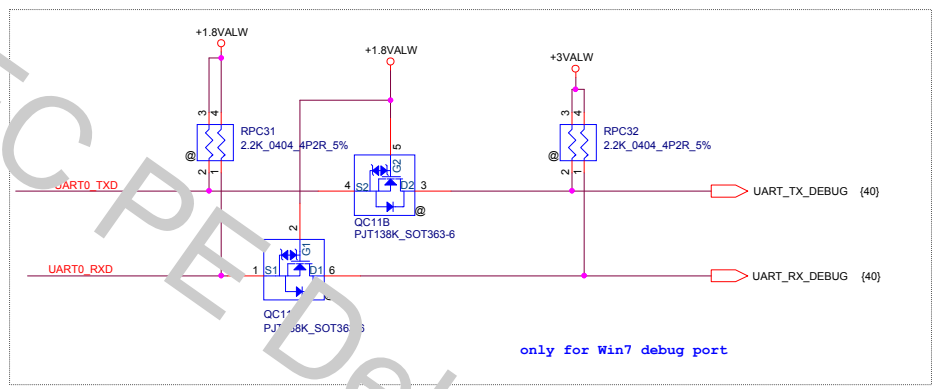 +1.8VALW
+1.8VALW
+3VALW
3
4
RPC31
2.2K_0404_4P2R_5%
@
2
1
5
G2
3
4
RPC32
2.2K_0404_4P2R_5%
@
2
1
UART0_TXD
4
S2
D2
3
@
UART_TX_DEBUG {40}
QC11B
PJT138K_SOT363-6
2
G1
UART0_RXD
1
S1
D1
6
UART_RX_DEBUG {40}
only for Win7 debug port